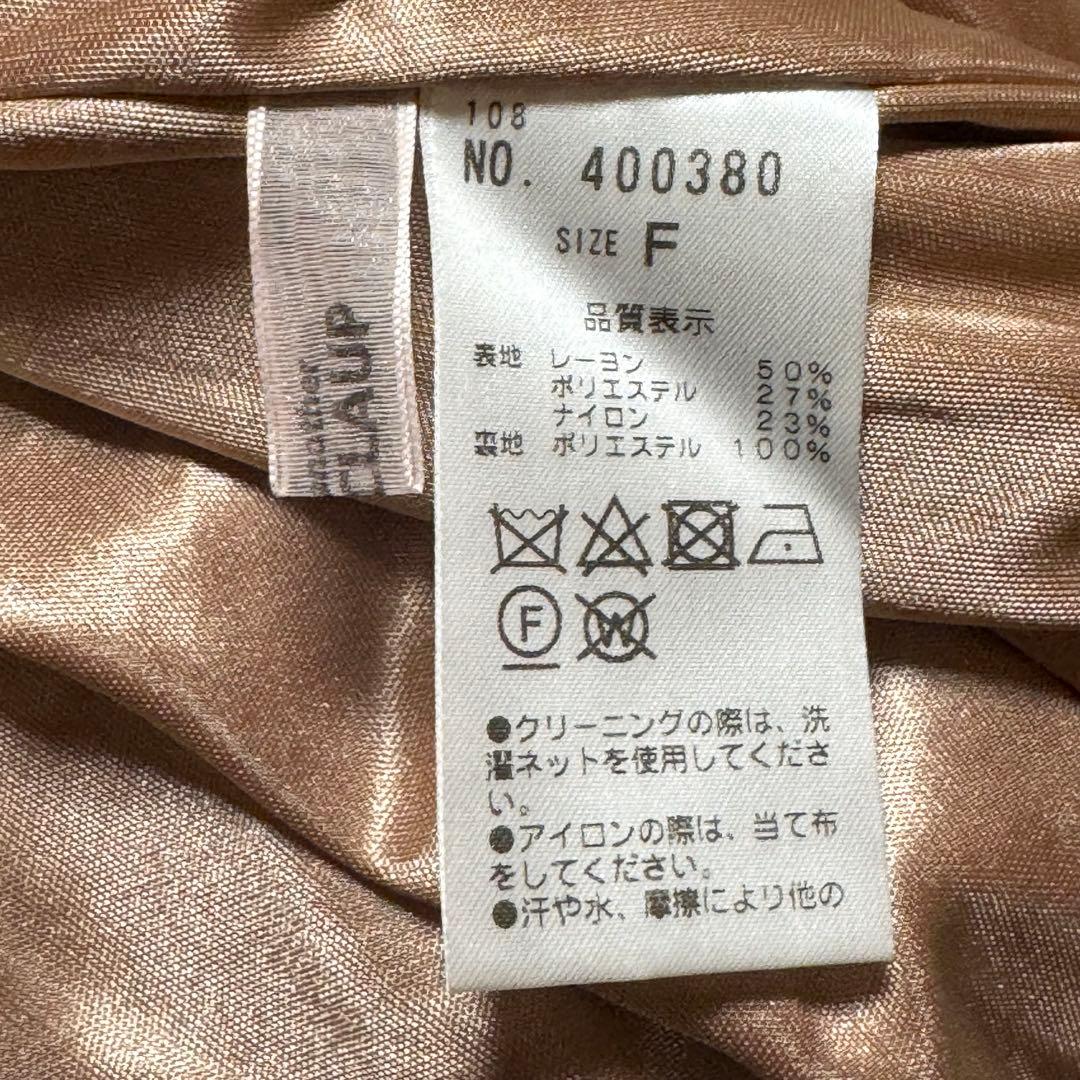 108
NO. 400380
SIZE F
品質表示
表地 レーヨン 50%
ポリエステル 27%
ナイロン 23%
裏地 ポリエステル 100%
F
W
●クリーニングの際は、洗
濯ネットを使用してくださ
い。
●アイロンの際は、当て布
をしてください。
●汗や水、摩擦により他の
another
FLAUP